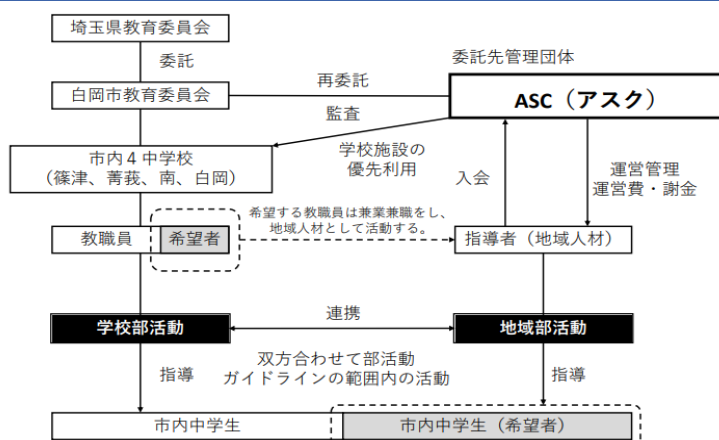 埼玉県教育委員会
委託
委託先管理団体
白岡市教育委員会
再委託
監査
ASC（アスク）
市内４中学校
（篠津、菁莪、南、白岡）
学校施設の
優先利用
入会
運営管理
運営費・謝金
教職員
希望者
希望する教職員は兼業兼職をし、
地域人材として活動する。
指導者（地域人材）
学校部活動
連携
地域部活動
指導
双方合わせて部活動
ガイドラインの範囲内の活動
指導
市内中学生
市内中学生（希望者）